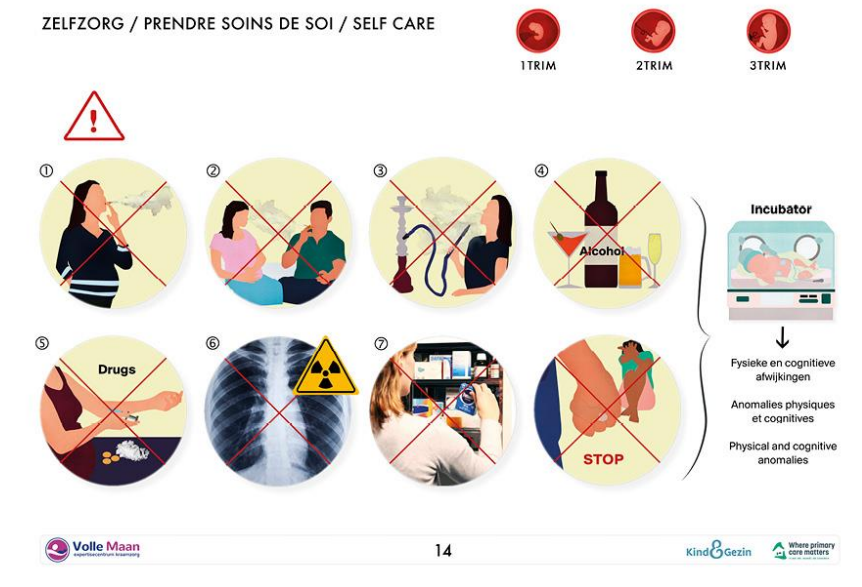 ZELFZORG / PRENDRE SOINS DE SOI / SELF CARE
1TRIM
2TRIM
3TRIM
①
②
③
④
Alcohol
⑤
Drugs
⑥
⑦
STOP
Incubator
Fysieke en cognitieve
afwijkingen
Anomalies physiques
et cognitives
Physical and cognitive
anomalies
Volle Maan
expertisecentrum kraamzorg
14
Kind&Gezin
Where primary
care matters